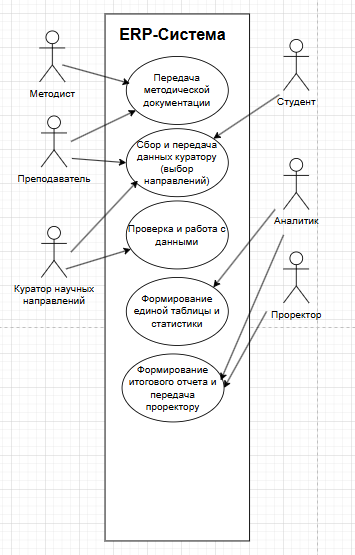 ERP-Система
Передача
методической
документации
Методист
Студент
Сбор и передача
данных куратору
(выбор
направлений)
Преподаватель
Проверка и работа с
данными
Аналитик
Куратор научных
направлений
Формирование
единой таблицы и
статистики
Проректор
Формирование
итогового отчета и
передача
проректору